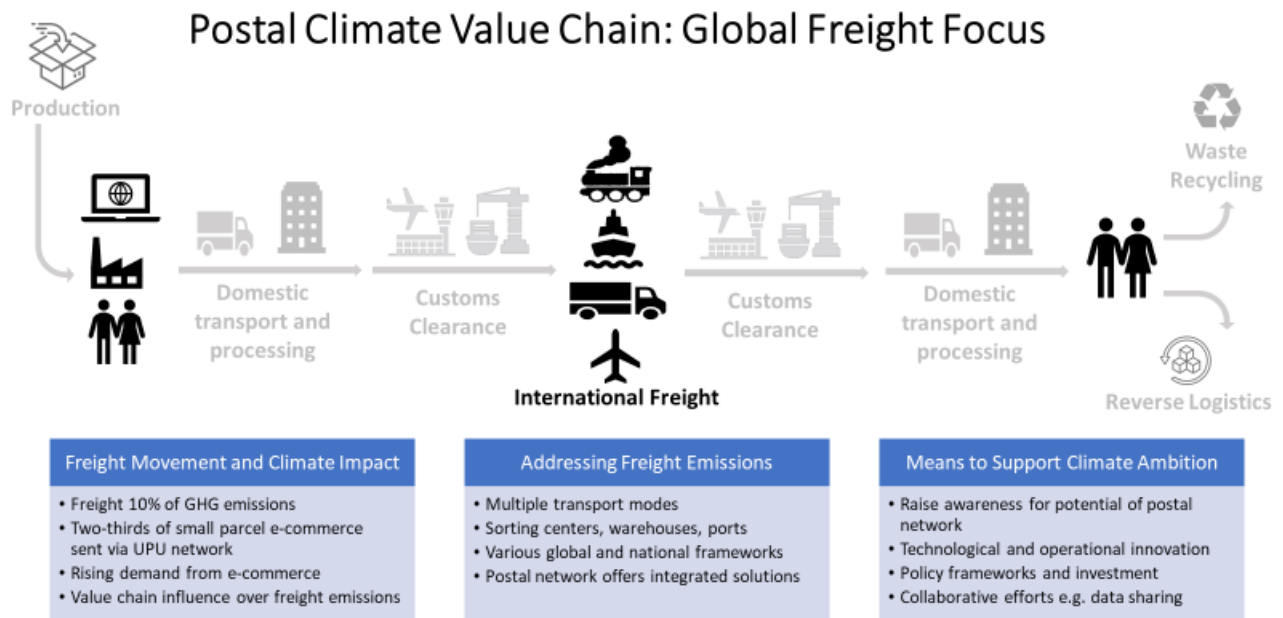 Postal Climate Value Chain: Global Freight Focus
Production
Domestic
transport and
processing
Customs
Clearance
International Freight
Customs
Clearance
Domestic
transport and
processing
Waste
Recycling
Reverse Logistics
Freight Movement and Climate Impact
• Freight 10% of GHG emissions
• Two-thirds of small parcel e-commerce
sent via UPU network
• Rising demand from e-commerce
• Value chain influence over freight emissions
Addressing Freight Emissions
• Multiple transport modes
• Sorting centers, warehouses, ports
• Various global and national frameworks
• Postal network offers integrated solutions
Means to Support Climate Ambition
• Raise awareness for potential of postal
network
• Technological and operational innovation
• Policy frameworks and investment
• Collaborative efforts e.g. data sharing